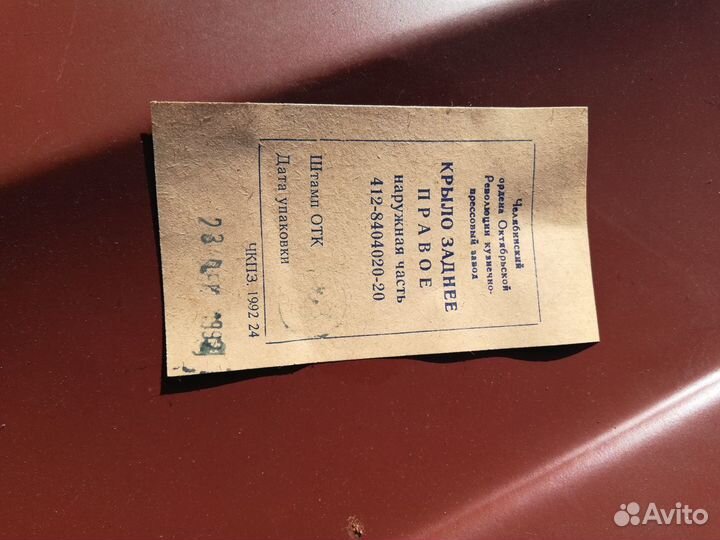 Челябинский
ордена Октябрьской
Революции кузнечно-
прессовый завод
КРЫЛО ЗАДНЕЕ
ПРАВОЕ
наружная часть
412-8404020-20
Штамп ОТК
Дата упаковки
ЧКПЗ. 1992 24
Avito